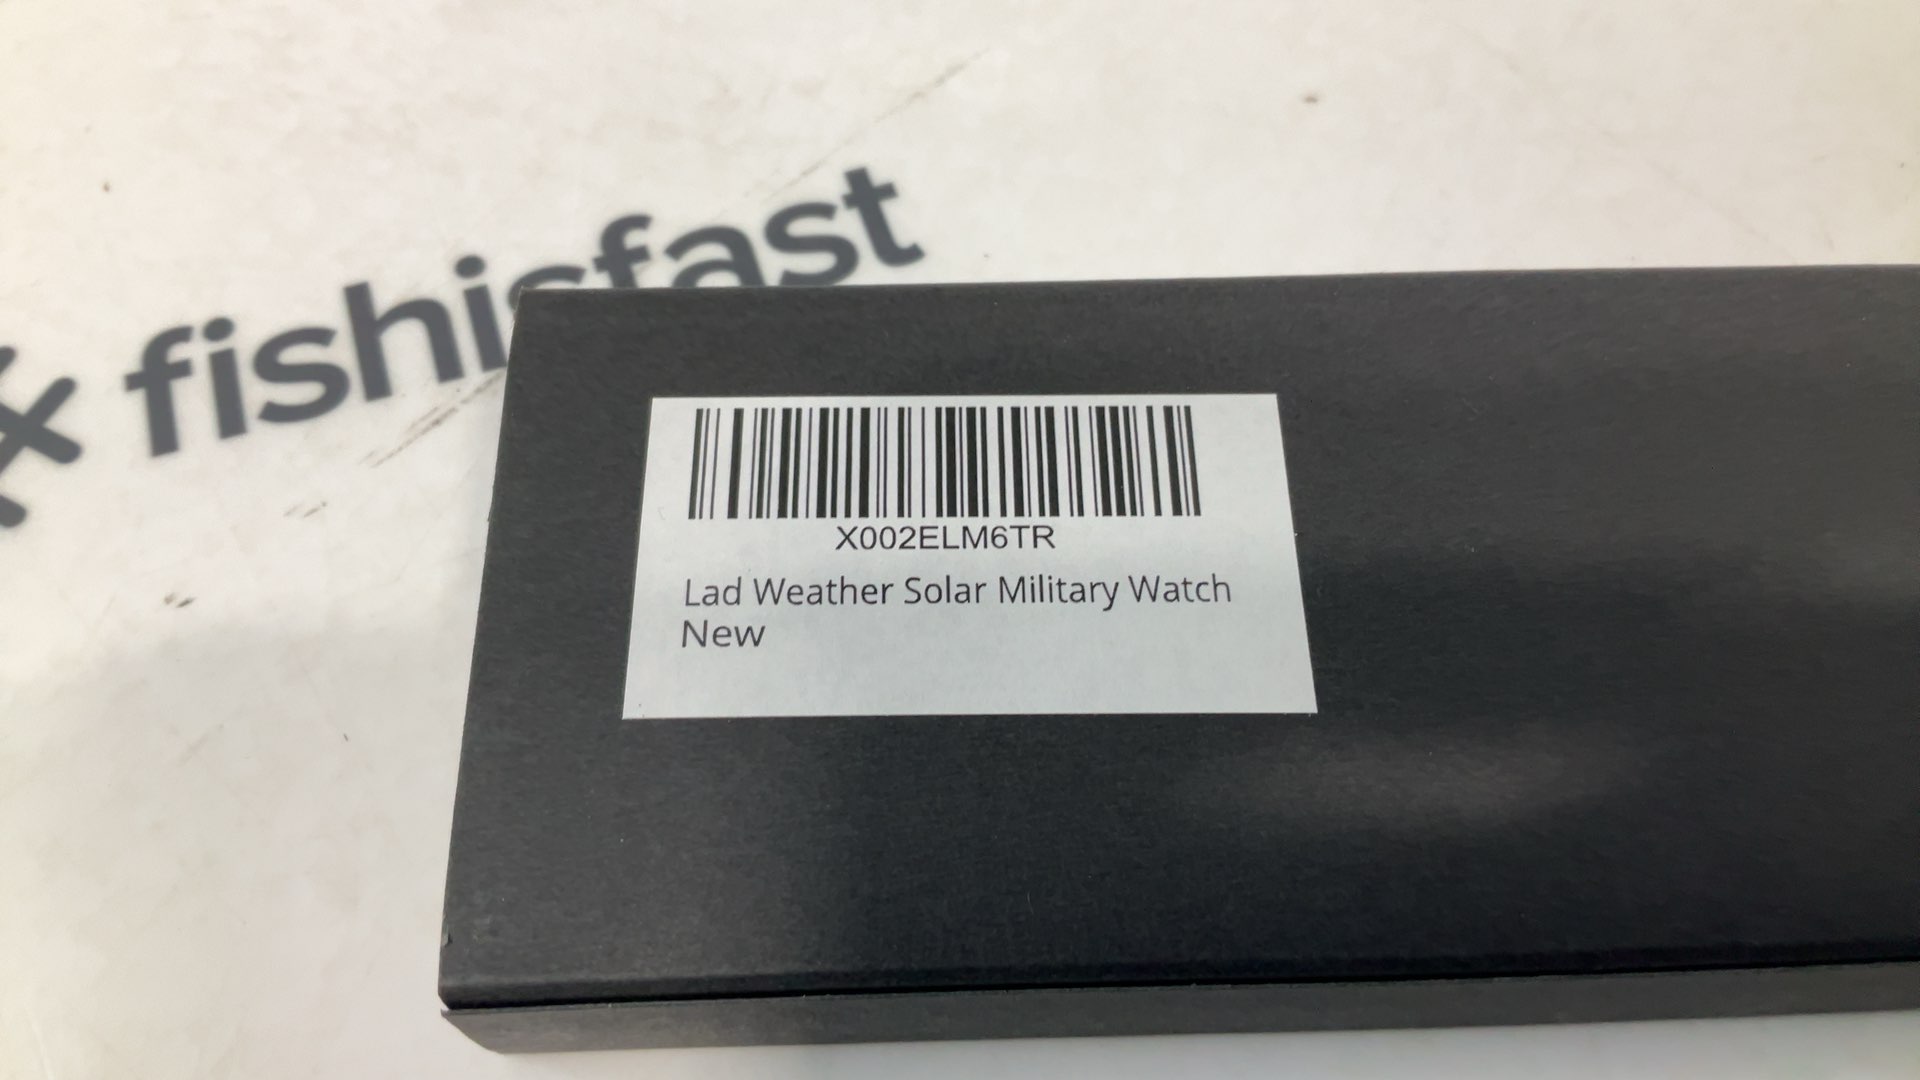 fishisfast
X002ELM6TR
Lad Weather Solar Military Watch
New